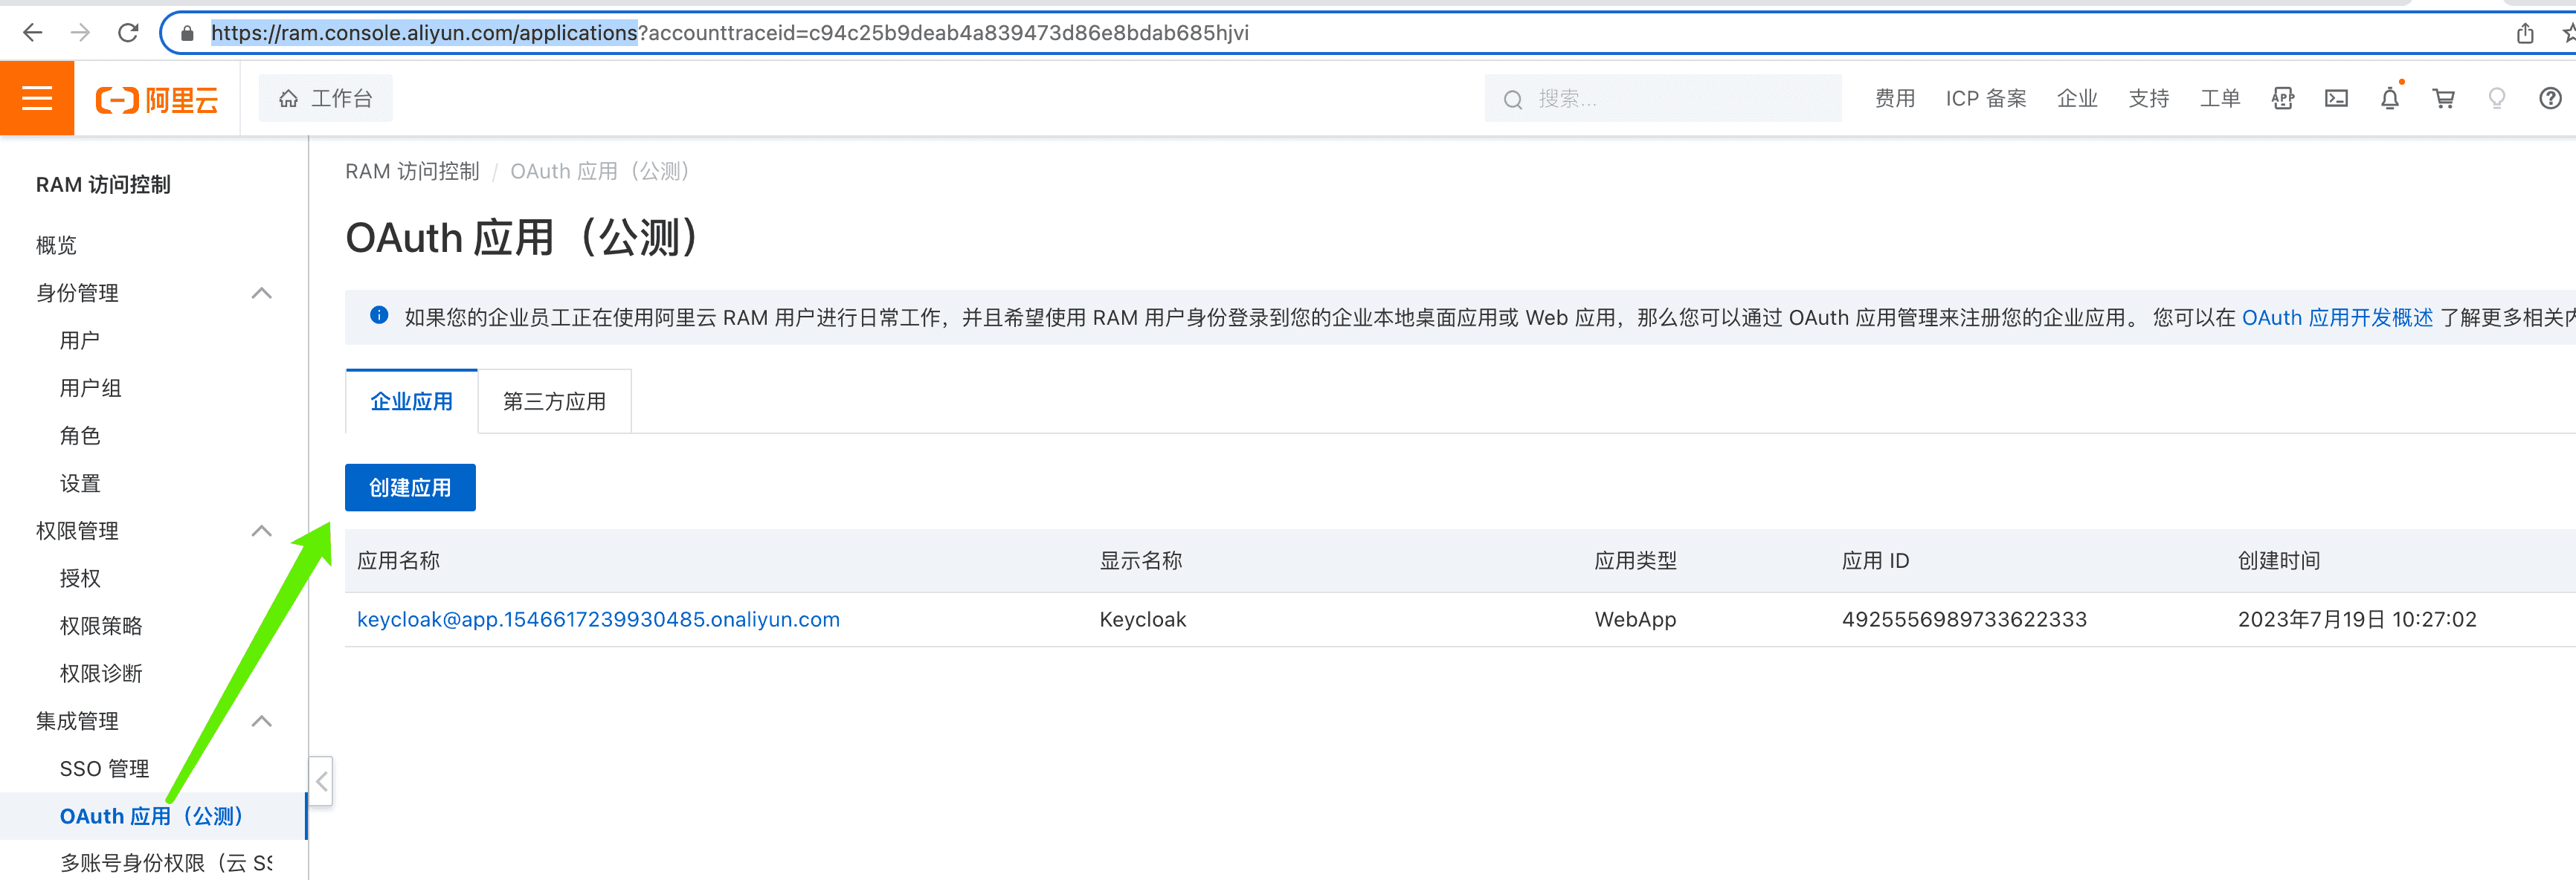 https://ram.console.aliyun.com/applications?accounttraceid=c94c25b9deab4a839473d86e8bdab685hjvi
阿里云
工作台
搜索...
费用
ICP 备案
企业
支持
工单
APP
RAM 访问控制
概览
身份管理
用户
用户组
角色
设置
权限管理
授权
权限策略
权限诊断
集成管理
SSO 管理
OAuth 应用（公测）
多账号身份权限（云 SS
RAM 访问控制 / OAuth 应用（公测）
OAuth 应用（公测）
如果您的企业员工正在使用阿里云 RAM 用户进行日常工作，并且希望使用 RAM 用户身份登录到您的企业本地桌面应用或 Web 应用，那么您可以通过 OAuth 应用管理来注册您的企业应用。 您可以在 OAuth 应用开发概述 了解更多相关内
企业应用
第三方应用
创建应用
应用名称 显示名称 应用类型 应用 ID 创建时间
keycloak@app.1546617239930485.onaliyun.com Keycloak WebApp 4925556989733622333 2023年7月19日 10:27:02